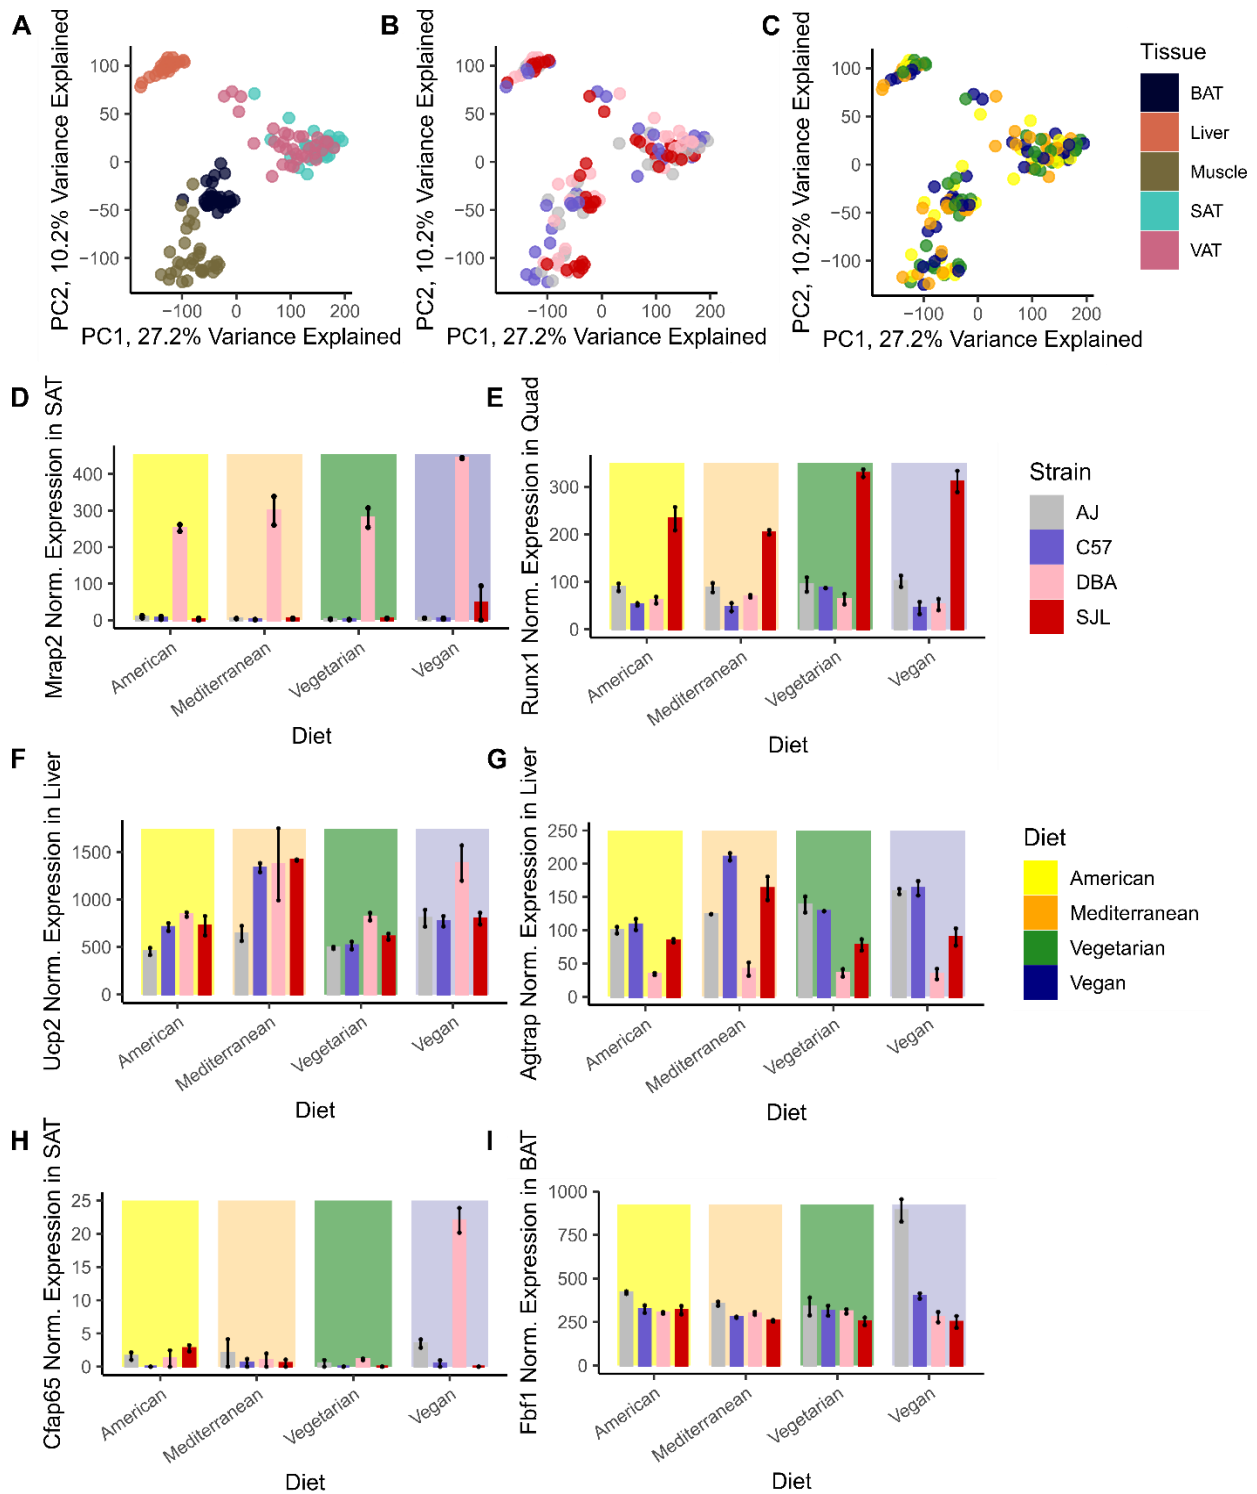 A
B
C
PC2, 10.2% Variance Explained
100
50
0
−50
−100
−100
0
100
200
PC1, 27.2% Variance Explained
PC2, 10.2% Variance Explained
100
50
0
−50
−100
−100
0
100
200
PC1, 27.2% Variance Explained
PC2, 10.2% Variance Explained
100
50
0
−50
−100
−100
0
100
200
PC1, 27.2% Variance Explained
Tissue
BAT
Liver
Muscle
SAT
VAT
D
Mrap2 Norm. Expression in SAT
400
300
200
100
0
American
Mediterranean
Vegetarian
Vegan
Diet
E
Runx1 Norm. Expression in Quad
300
200
100
0
American
Mediterranean
Vegetarian
Vegan
Diet
Strain
AJ
C57
DBA
SJL
F
Ucp2 Norm. Expression in Liver
1500
1000
500
0
American
Mediterranean
Vegetarian
Vegan
Diet
G
Agtrap Norm. Expression in Liver
250
200
150
100
50
0
American
Mediterranean
Vegetarian
Vegan
Diet
Diet
American
Mediterranean
Vegetarian
Vegan
H
Cfap65 Norm. Expression in SAT
25
20
15
10
5
0
American
Mediterranean
Vegetarian
Vegan
Diet
I
Fbf1 Norm. Expression in BAT
1000
750
500
250
0
American
Mediterranean
Vegetarian
Vegan
Diet